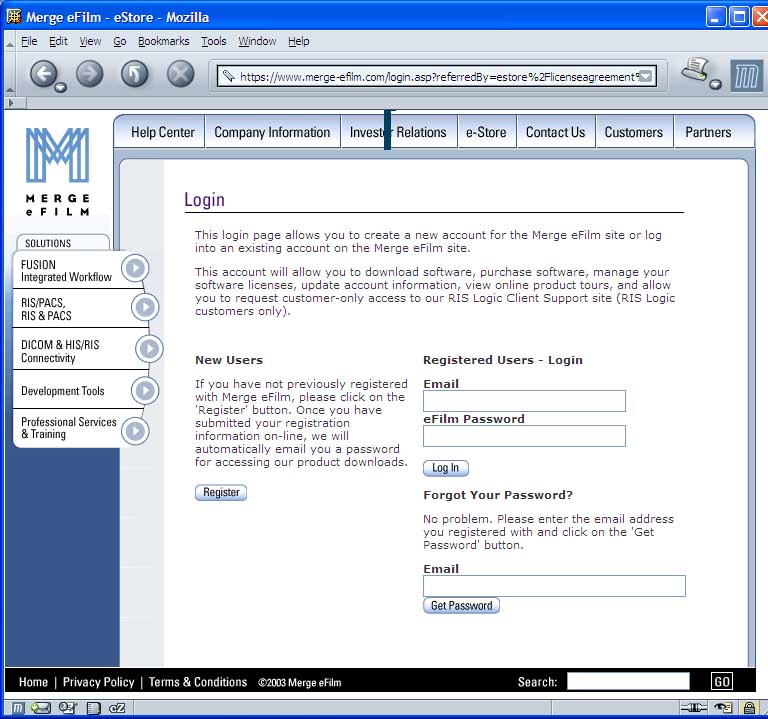 Merge eFilm - eStore - Mozilla
File Edit View Go Bookmarks Tools Window Help
https://www.merge-efilm.com/login.asp?referredBy=estore%2Flicenseagreement%
Help Center Company Information Investor Relations e-Store Contact Us Customers Partners
MERGE
eFILM
SOLUTIONS
FUSION
Integrated Workflow
RIS/PACS,
RIS & PACS
DICOM & HIS/RIS
Connectivity
Development Tools
Professional Services
& Training
Login
This login page allows you to create a new account for the Merge eFilm site or log
into an existing account on the Merge eFilm site.
This account will allow you to download software, purchase software, manage your
software licenses, update account information, view online product tours, and allow
you to request customer-only access to our RIS Logic Client Support site (RIS Logic
customers only).
New Users
If you have not previously registered
with Merge eFilm, please click on the
'Register' button. Once you have
submitted your registration
information on-line, we will
automatically email you a password
for accessing our product downloads.
Register
Registered Users - Login
Email
eFilm Password
Log In
Forgot Your Password?
No problem. Please enter the email address
you registered with and click on the 'Get
Password' button.
Email
Get Password
Home | Privacy Policy | Terms & Conditions ©2003 Merge eFilm Search: GO